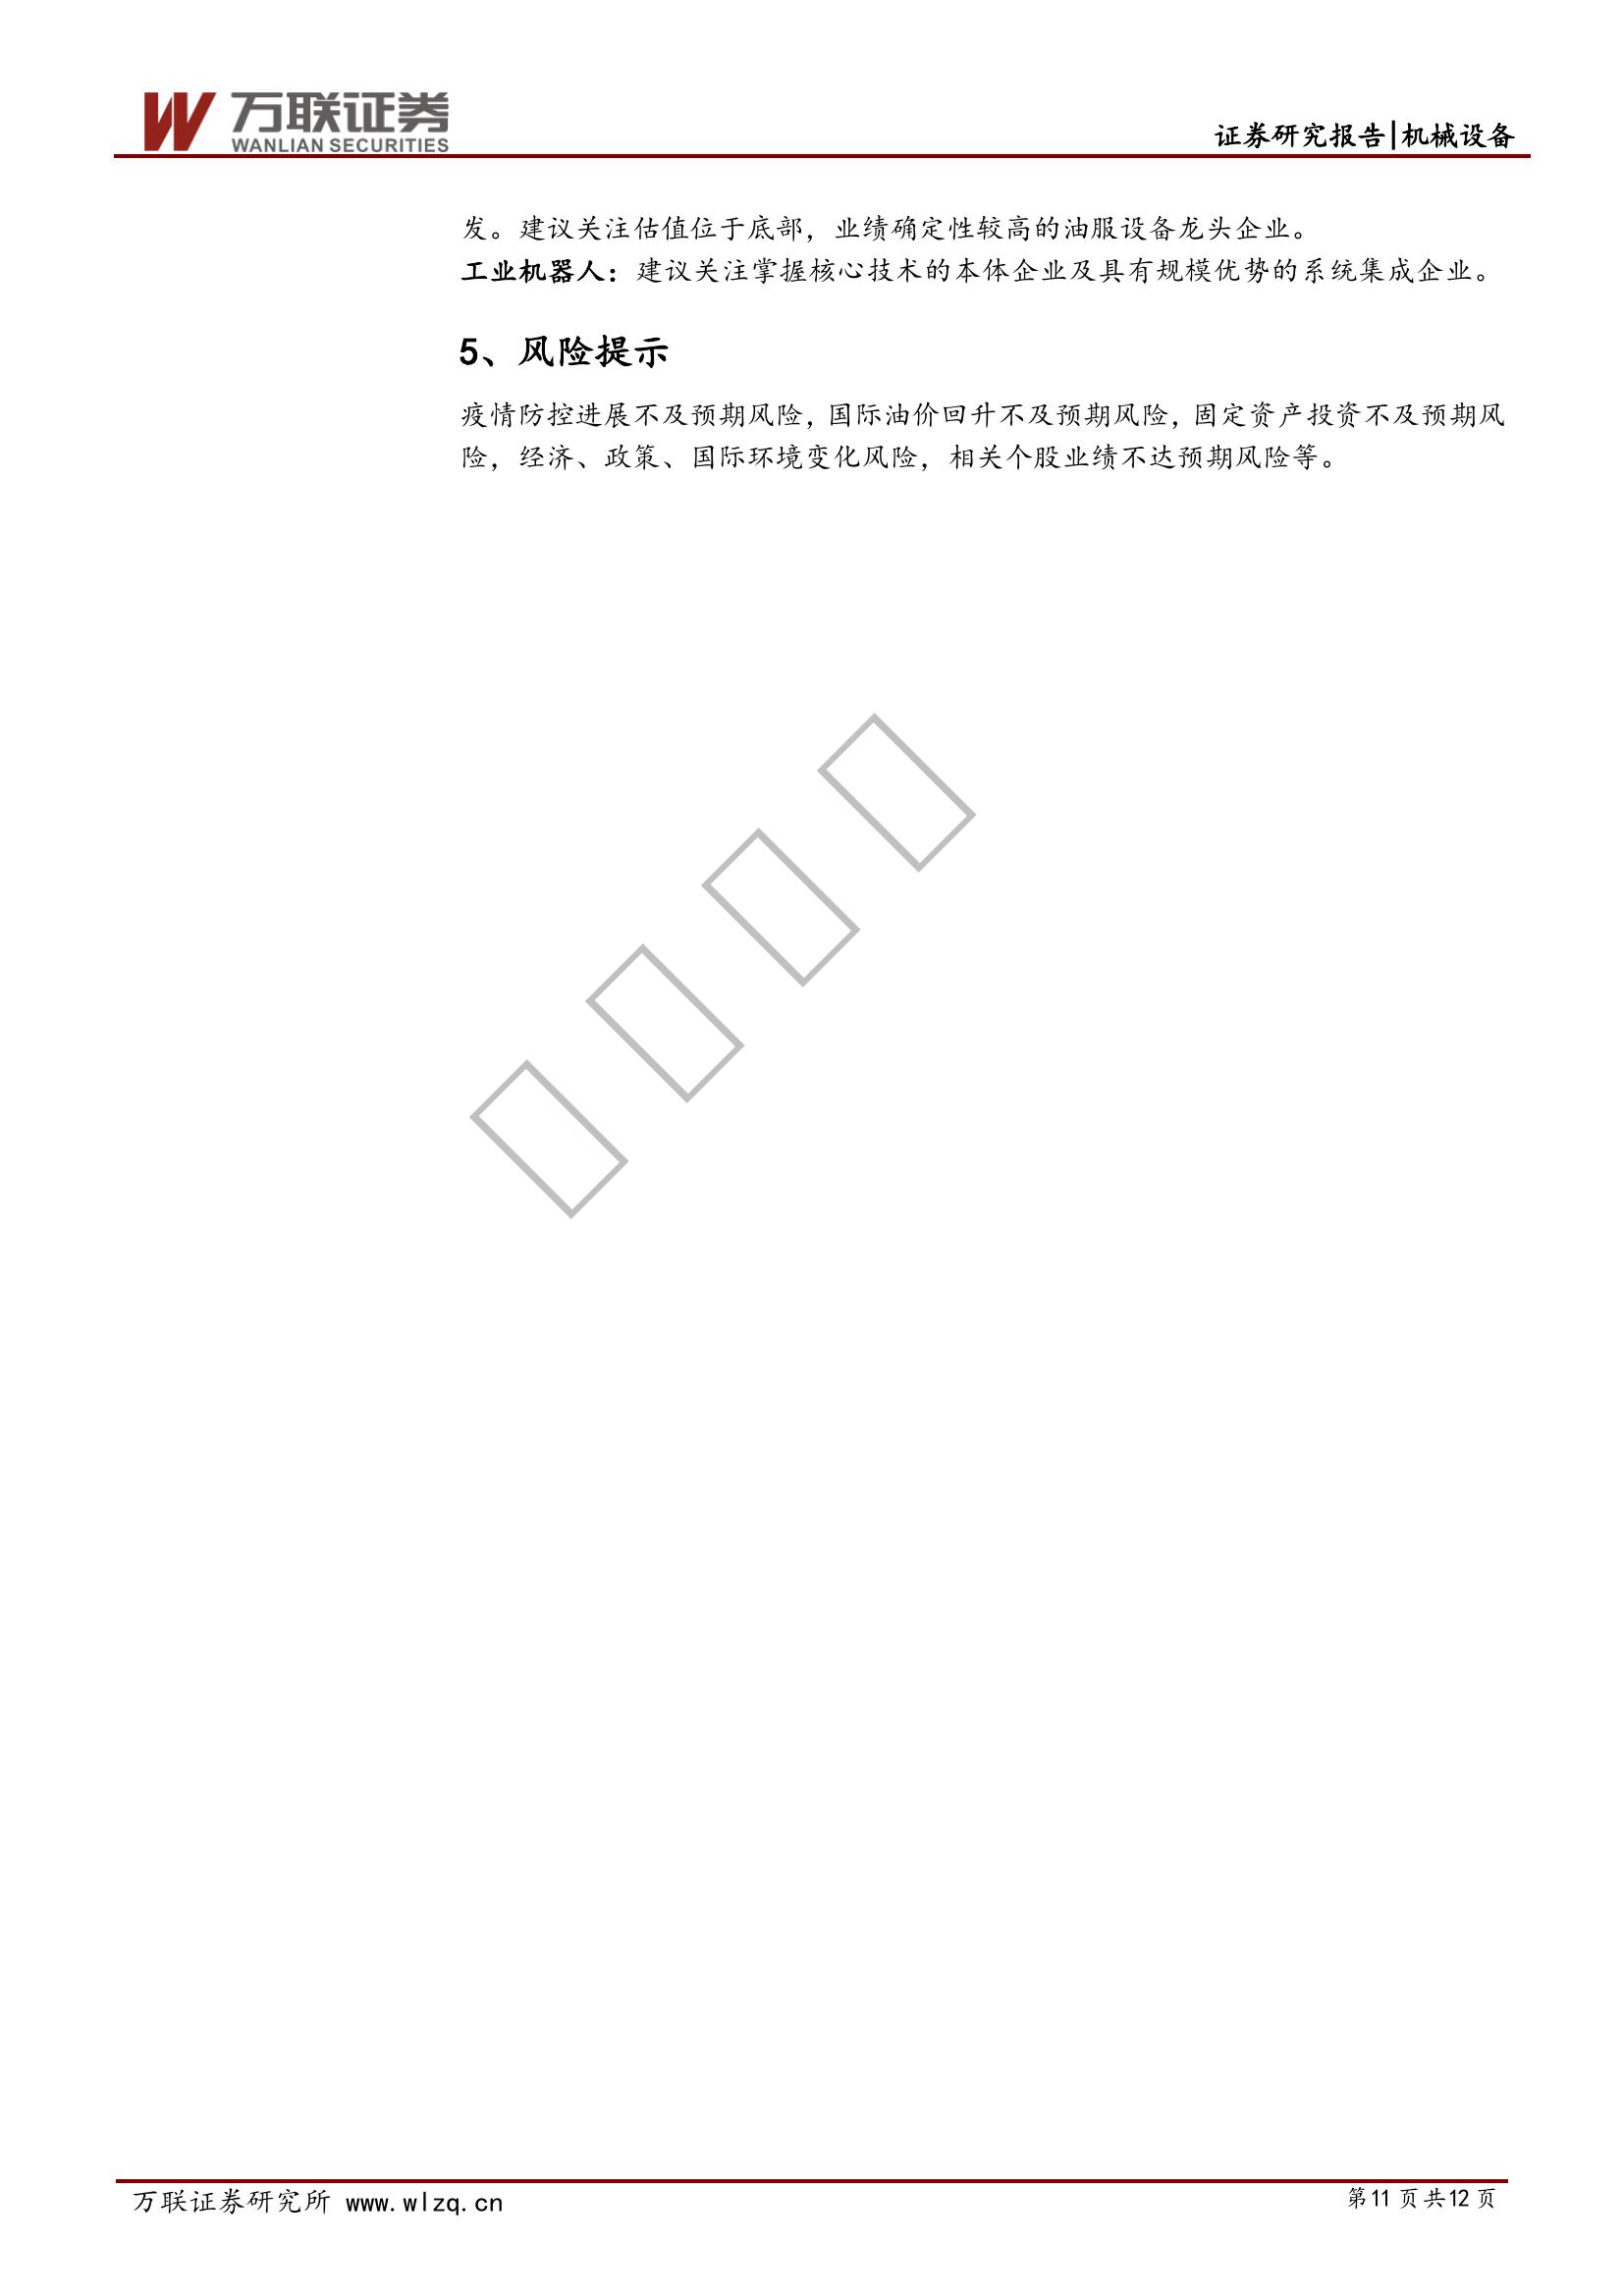 万联证券
WANLIAN SECURITIES
证券研究报告|机械设备
发。建议关注估值位于底部，业绩确定性较高的油服设备龙头企业。
工业机器人：建议关注掌握核心技术的本体企业及具有规模优势的系统集成企业。
5、风险提示
疫情防控进展不及预期风险，国际油价回升不及预期风险，固定资产投资不及预期风
险，经济、政策、国际环境变化风险，相关个股业绩不达预期风险等。
万联证券研究所 www.wlzq.cn
第11 页共12 页